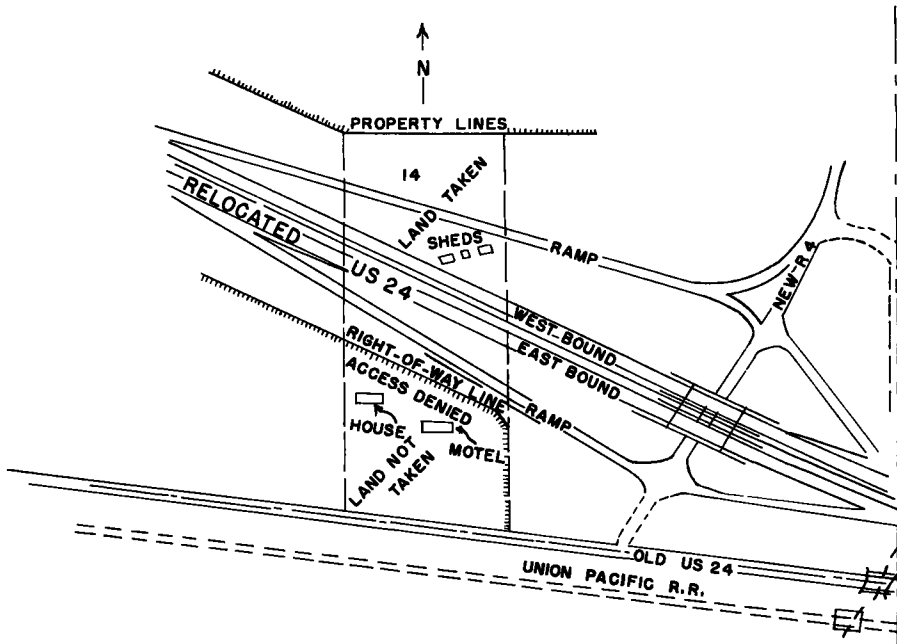 N
PROPERTY LINES
14
LAND TAKEN
SHEDS
RAMP
RELOCATED
US 24
NEW-R 4
WEST-BOUND
EAST BOUND
RIGHT-OF-WAY LINE
ACCESS DENIED
RAMP
HOUSE
MOTEL
LAND NOT
TAKEN
OLD US 24
UNION PACIFIC R.R.